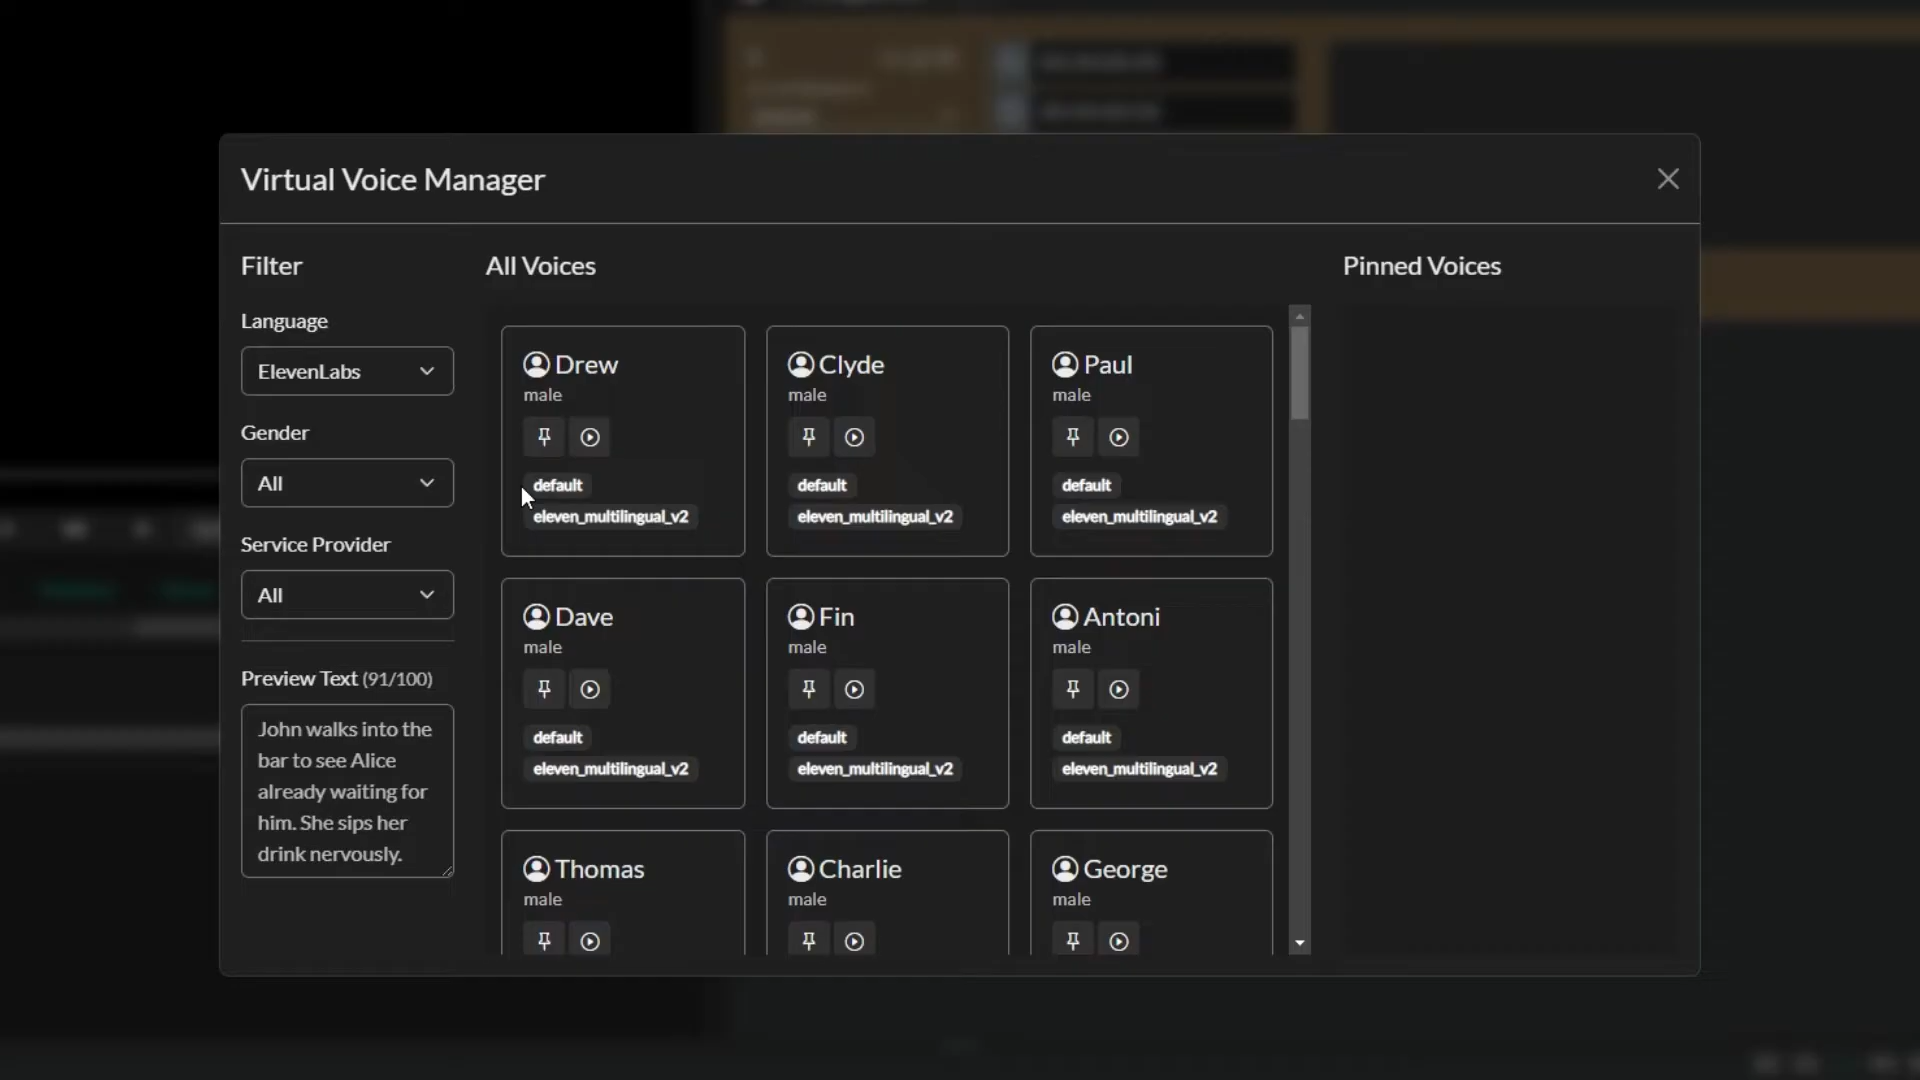 Virtual Voice Manager
Filter
All Voices
Pinned Voices
Language
ElevenLabs
Gender
All
Service Provider
All
Preview Text (91/100)
John walks into the
bar to see Alice
already waiting for
him. She sips her
drink nervously.
Drew
male
default
eleven_multilingual_v2
Clyde
male
default
eleven_multilingual_v2
Paul
male
default
eleven_multilingual_v2
Dave
male
default
eleven_multilingual_v2
Fin
male
default
eleven_multilingual_v2
Antoni
male
default
eleven_multilingual_v2
Thomas
male
Charlie
male
George
male